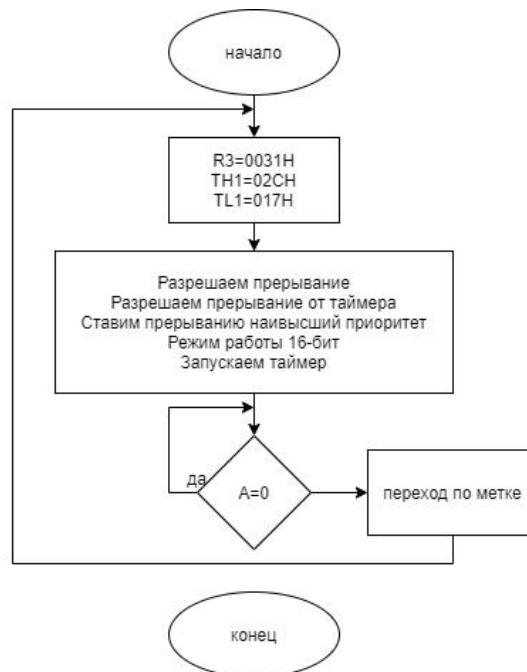 начало
R3=0031H
TH1=02CH
TL1=017H
Разрешаем прерывание
Разрешаем прерывание от таймера
Ставим прерыванию наивысший приоритет
Режим работы 16-бит
Запускаем таймер
да
A=0
переход по метке
конец